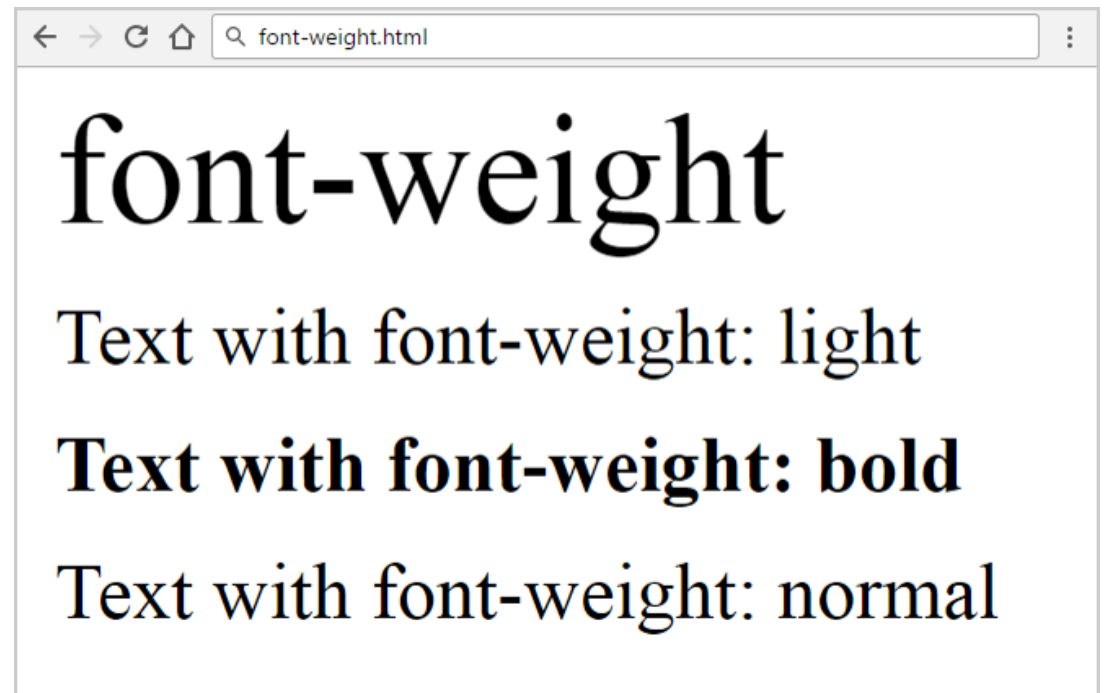 font-weight.html
font-weight
Text with font-weight: light
Text with font-weight: bold
Text with font-weight: normal